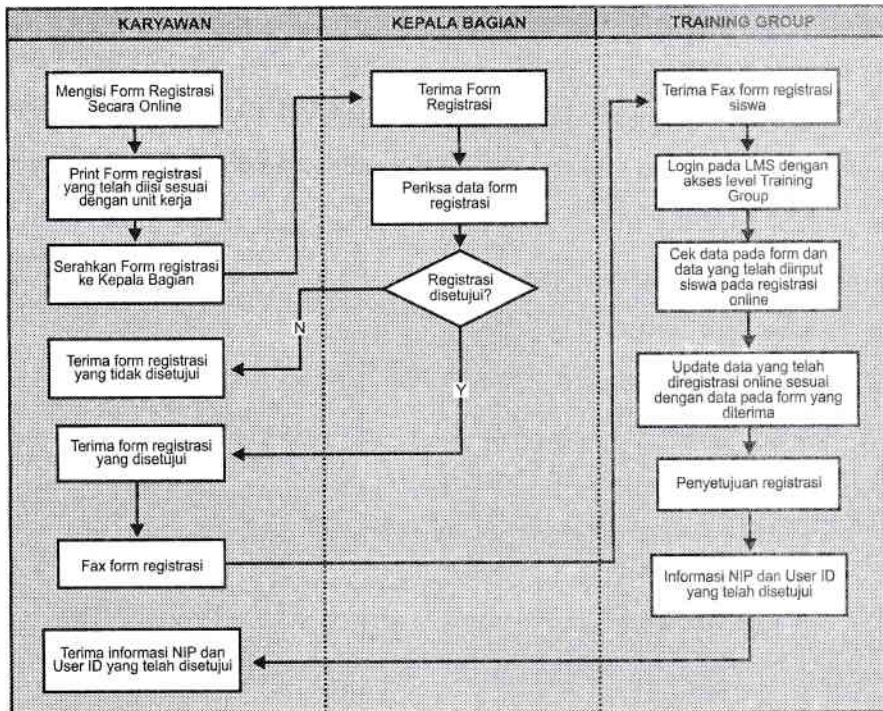 KARYAWAN
KEPALA BAGIAN
TRAINING GROUP
Mengisi Form Registrasi
Secara Online
Print Form registrasi
yang telah diisi sesuai
dengan unit kerja
Serahkan Form registrasi
ke Kepala Bagian
Terima form registrasi
yang tidak disetujui
Terima form registrasi
yang disetujui
Fax form registrasi
Terima informasi NIP dan
User ID yang telah disetujui
Terima Form
Registrasi
Periksa data form
registrasi
Registrasi
disetujui?
N
Y
Terima Fax form registrasi
siswa
Login pada LMS dengan
akses level Training
Group
Cek data pada form dan
data yang telah diinput
siswa pada registrasi
online
Update data yang telah
diregistrasi online sesuai
dengan data pada form yang
diterima
Penyetujuan registrasi
Informasi NIP dan User ID
yang telah disetujui